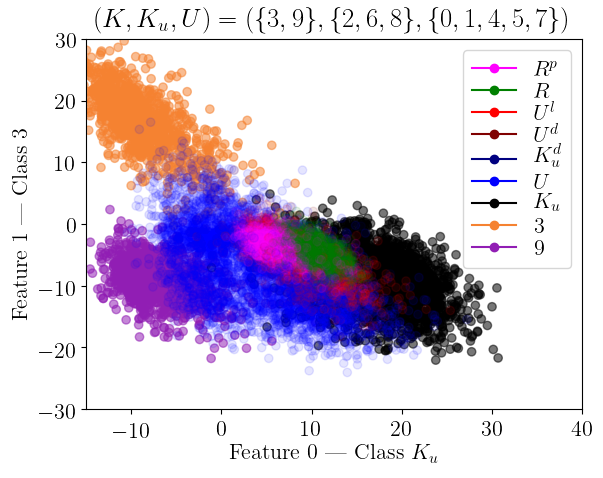 (K, K_u, U) = ({3, 9}, {2, 6, 8}, {0, 1, 4, 5, 7})
R^p
R
U^l
U^d
K_u^d
U
K_u
3
9
30
20
10
0
−10
−20
−30
Feature 1 — Class 3
−10
0
10
20
30
40
Feature 0 — Class K_u